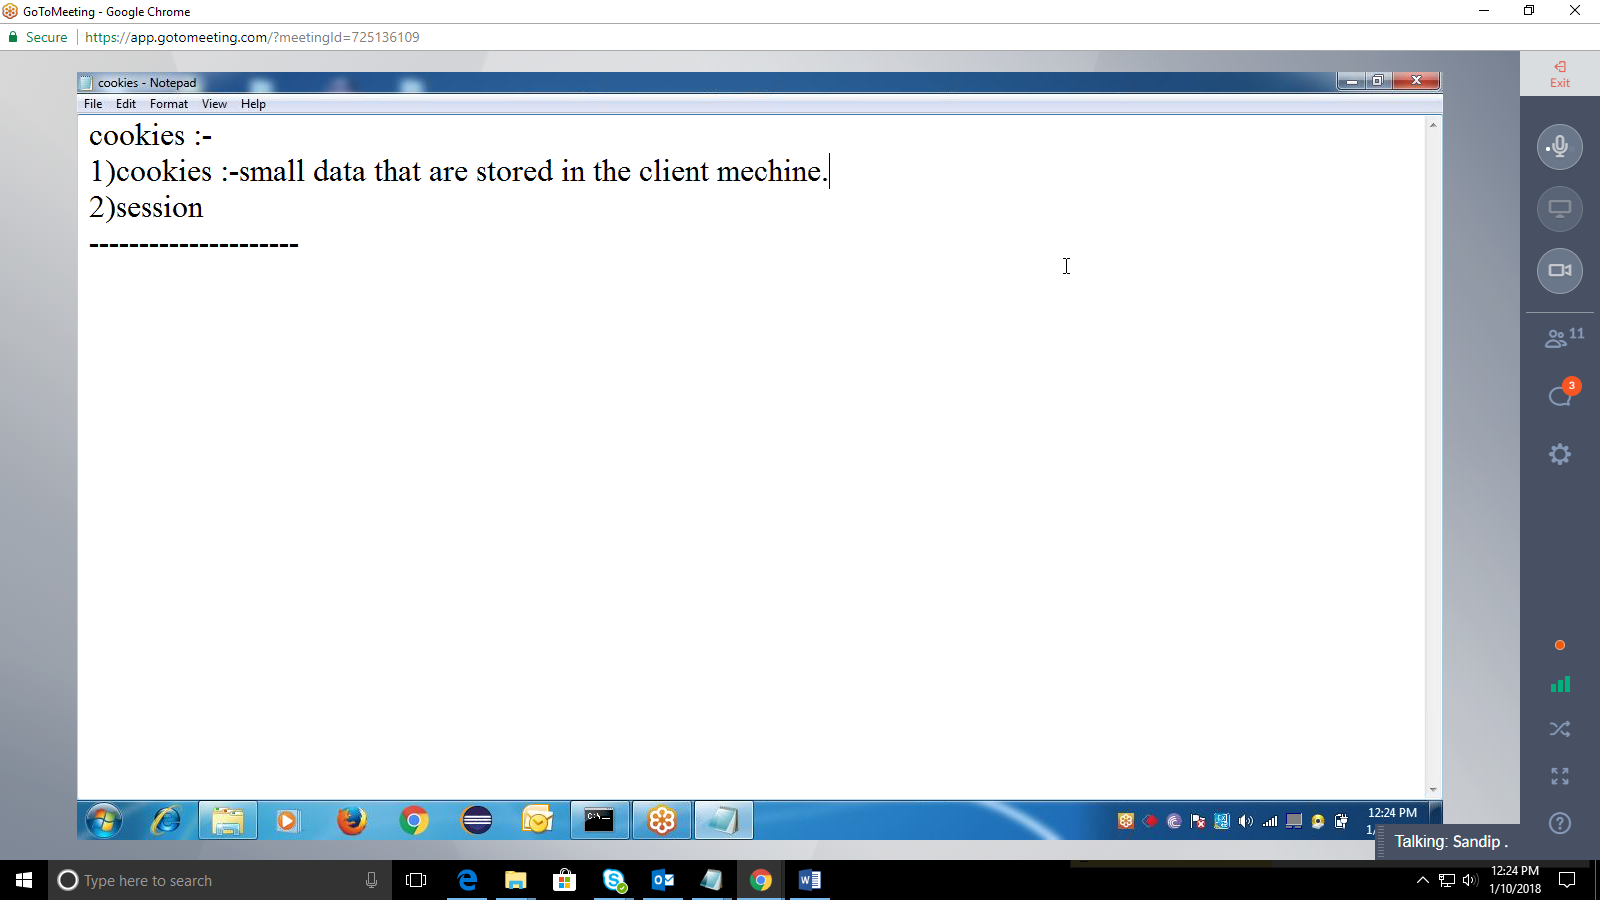 GoToMeeting - Google Chrome
Secure https://app.gotomeeting.com/?meetingId=725136109
Exit
cookies - Notepad
File Edit Format View Help
cookies :-
1)cookies :-small data that are stored in the client mechine.
2)session
---------------------
11
3
C:\
12:24 PM
1/
Talking: Sandip .
Type here to search
12:24 PM
1/10/2018